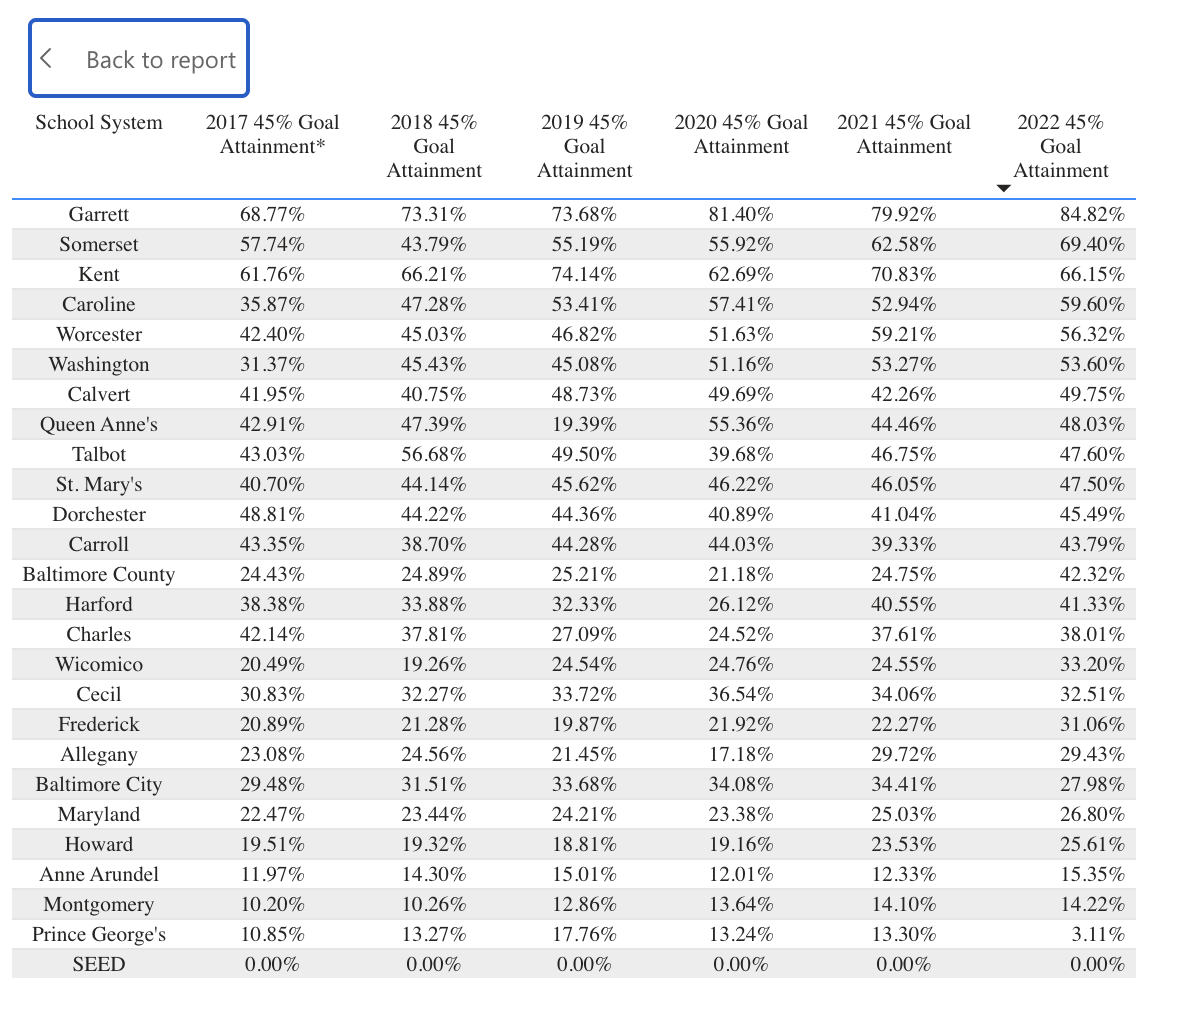 Back to report
School System 2017 45% Goal 2018 45% 2019 45% 2020 45% Goal 2021 45% Goal 2022 45%
Attainment* Goal Goal Attainment Attainment Goal
Attainment Attainment Attainment
Garrett 68.77% 73.31% 73.68% 81.40% 79.92% 84.82%
Somerset 57.74% 43.79% 55.19% 55.92% 62.58% 69.40%
Kent 61.76% 66.21% 74.14% 62.69% 70.83% 66.15%
Caroline 35.87% 47.28% 53.41% 57.41% 52.94% 59.60%
Worcester 42.40% 45.03% 46.82% 51.63% 59.21% 56.32%
Washington 31.37% 45.43% 45.08% 51.16% 53.27% 53.60%
Calvert 41.95% 40.75% 48.73% 49.69% 42.26% 49.75%
Queen Anne's 42.91% 47.39% 19.39% 55.36% 44.46% 48.03%
Talbot 43.03% 56.68% 49.50% 39.68% 46.75% 47.60%
St. Mary's 40.70% 44.14% 45.62% 46.22% 46.05% 47.50%
Dorchester 48.81% 44.22% 44.36% 40.89% 41.04% 45.49%
Carroll 43.35% 38.70% 44.28% 44.03% 39.33% 43.79%
Baltimore County 24.43% 24.89% 25.21% 21.18% 24.75% 42.32%
Harford 38.38% 33.88% 32.33% 26.12% 40.55% 41.33%
Charles 42.14% 37.81% 27.09% 24.52% 37.61% 38.01%
Wicomico 20.49% 19.26% 24.54% 24.76% 24.55% 33.20%
Cecil 30.83% 32.27% 33.72% 36.54% 34.06% 32.51%
Frederick 20.89% 21.28% 19.87% 21.92% 22.27% 31.06%
Allegany 23.08% 24.56% 21.45% 17.18% 29.72% 29.43%
Baltimore City 29.48% 31.51% 33.68% 34.08% 34.41% 27.98%
Maryland 22.47% 23.44% 24.21% 23.38% 25.03% 26.80%
Howard 19.51% 19.32% 18.81% 19.16% 23.53% 25.61%
Anne Arundel 11.97% 14.30% 15.01% 12.01% 12.33% 15.35%
Montgomery 10.20% 10.26% 12.86% 13.64% 14.10% 14.22%
Prince George's 10.85% 13.27% 17.76% 13.24% 13.30% 3.11%
SEED 0.00% 0.00% 0.00% 0.00% 0.00% 0.00%